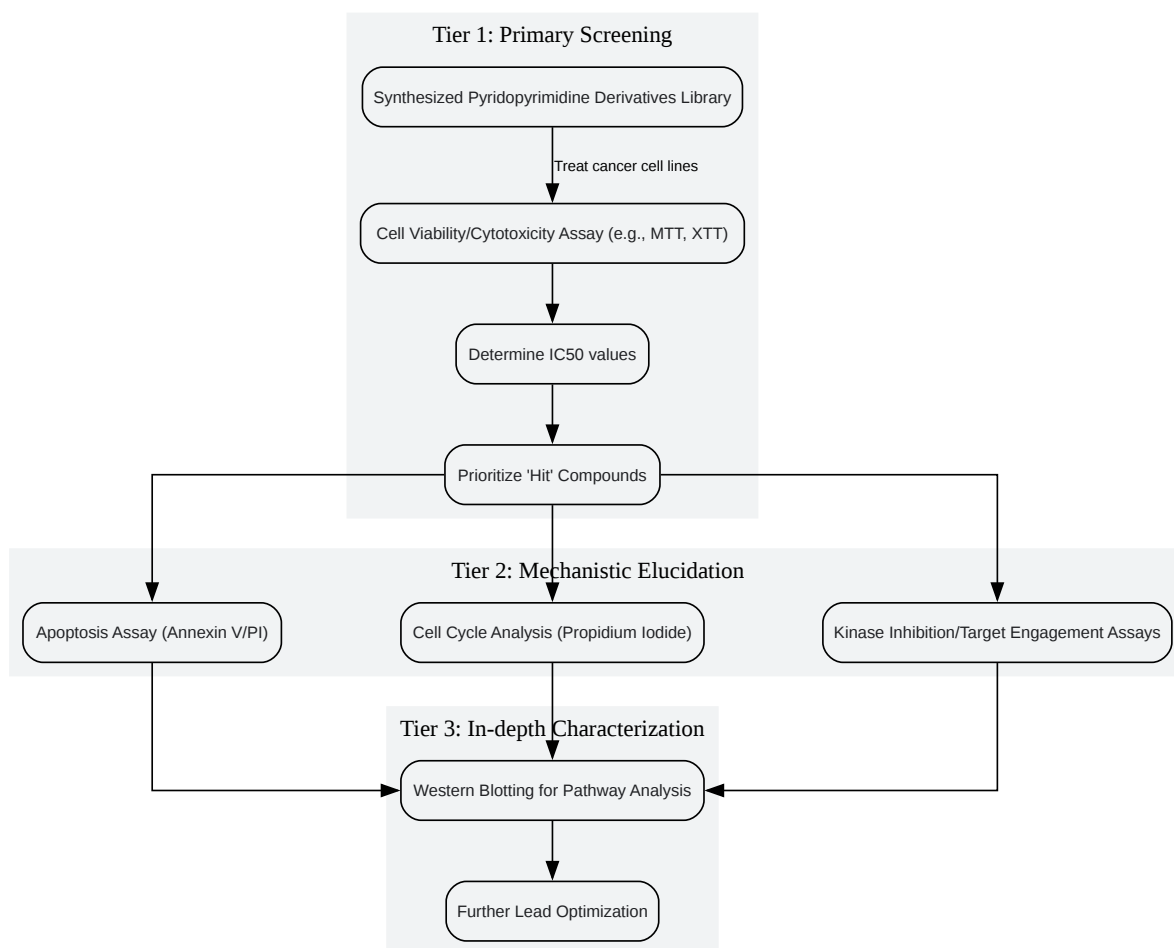 Tier 1: Primary Screening
Synthesized Pyridopyrimidine Derivatives Library
Treat cancer cell lines
Cell Viability/Cytotoxicity Assay (e.g., MTT, XTT)
Determine IC50 values
Prioritize 'Hit' Compounds
Tier 2: Mechanistic Elucidation
Apoptosis Assay (Annexin V/PI)
Cell Cycle Analysis (Propidium Iodide)
Kinase Inhibition/Target Engagement Assays
Tier 3: In-depth Characterization
Western Blotting for Pathway Analysis
Further Lead Optimization